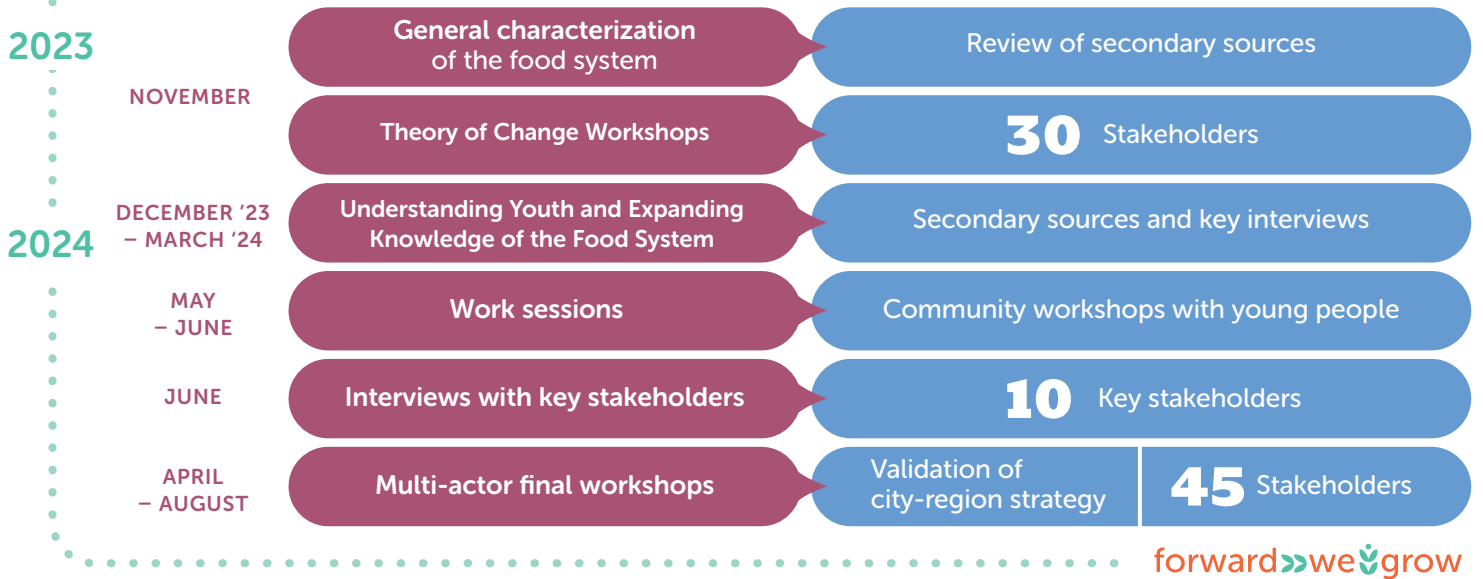 2023
NOVEMBER
General characterization
of the food system
Review of secondary sources
Theory of Change Workshops
30 Stakeholders
2024
DECEMBER '23
– MARCH '24
Understanding Youth and Expanding
Knowledge of the Food System
Secondary sources and key interviews
MAY
– JUNE
Work sessions
Community workshops with young people
JUNE
Interviews with key stakeholders
10 Key stakeholders
APRIL
– AUGUST
Multi-actor final workshops
Validation of
city-region strategy
45 Stakeholders
forward we grow